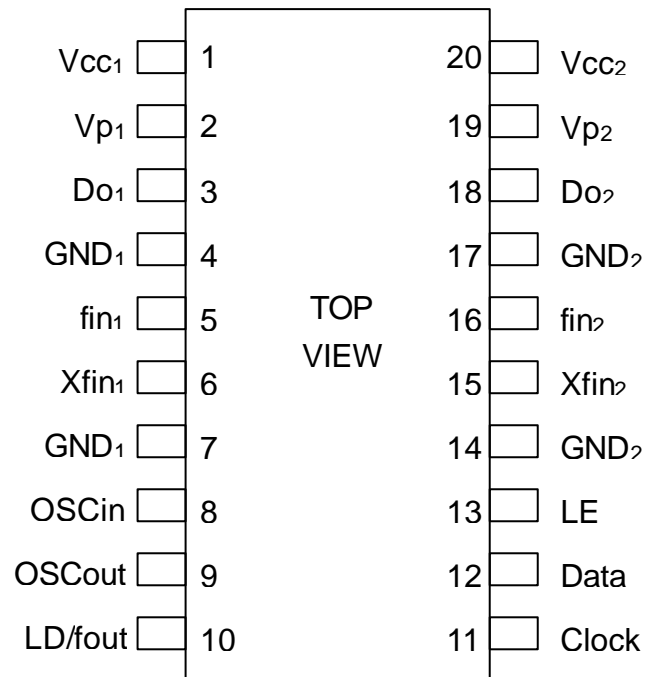 Vcc₁ 1 20 Vcc₂
Vp₁ 2 19 Vp₂
Do₁ 3 18 Do₂
GND₁ 4 17 GND₂
fin₁ 5 TOP 16 fin₂
VIEW
Xfin₁ 6 15 Xfin₂
GND₁ 7 14 GND₂
OSCin 8 13 LE
OSCout 9 12 Data
LD/fout 10 11 Clock